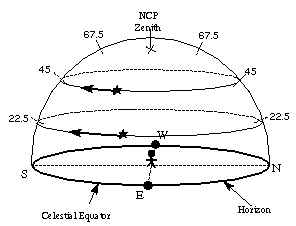 NCP
Zenith
67.5
67.5
45
45
22.5
22.5
W
S
N
E
Celestial Equator
Horizon